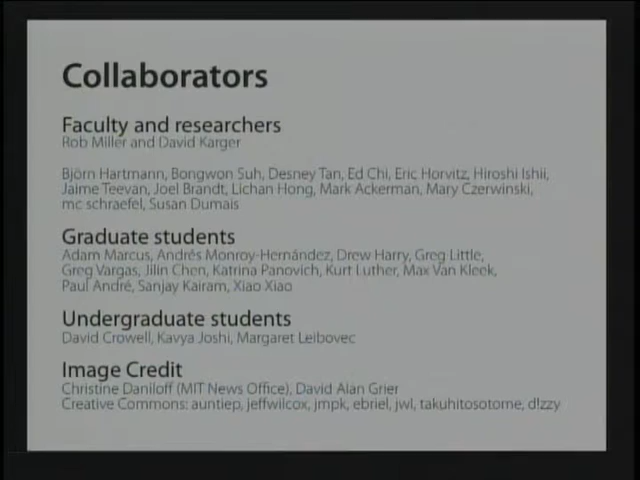 Collaborators
Faculty and researchers
Rob Miller and David Karger
Björn Hartmann, Bongwon Suh, Desney Tan, Ed Chi, Eric Horvitz, Hiroshi Ishii,
Jaime Teevan, Joel Brandt, Lichan Hong, Mark Ackerman, Mary Czerwinski,
mc schraefel, Susan Dumais
Graduate students
Adam Marcus, Andrés Monroy-Hernández, Drew Harry, Greg Little,
Greg Vargas, Jilin Chen, Katrina Panovich, Kurt Luther, Max Van Kleek,
Paul André, Sanjay Kairam, Xiao Xiao
Undergraduate students
David Crowell, Kavya Joshi, Margaret Leibovec
Image Credit
Christine Daniloff (MIT News Office), David Alan Grier
Creative Commons: auntiep, jeffwilcox, jmpk, ebriel, jwl, takuhitosotome, d!zzy